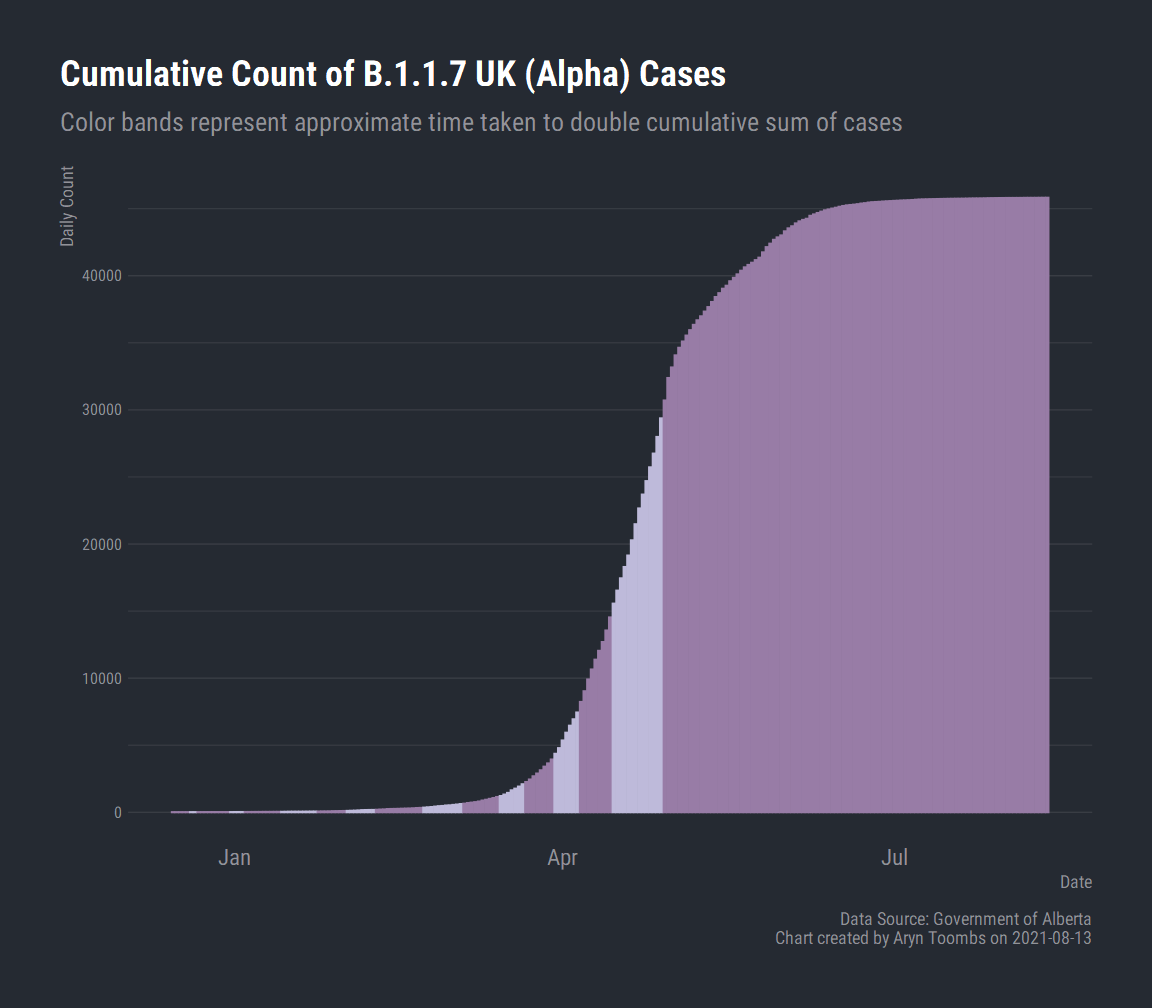 Cumulative Count of B.1.1.7 UK (Alpha) Cases
Color bands represent approximate time taken to double cumulative sum of cases
Daily Count
40000
30000
20000
10000
0
Jan
Apr
Jul
Date
Data Source: Government of Alberta
Chart created by Aryn Toombs on 2021-08-13